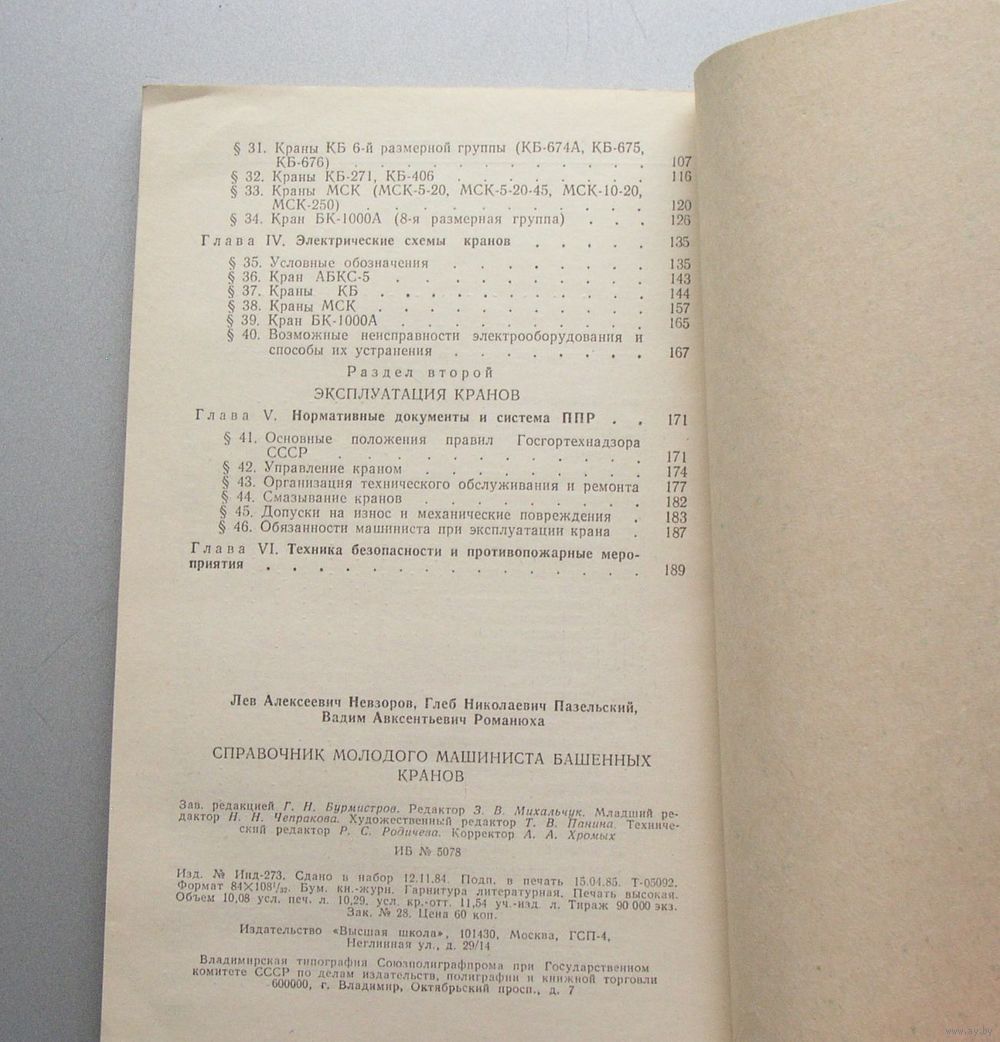 § 31. Краны КБ 6-й размерной группы (КБ-674А, КБ-675,
КБ-676) . . . . . . . . . . . . 107
§ 32. Краны КБ-271, КБ-406 . . . . . . . . 116
§ 33. Краны МСК (МСК-5-20, МСК-5-20-45, МСК-10-20,
МСК-250) . . . . . . . . . . . 120
§ 34. Кран БК-1000А (8-я размерная группа) . . . 126
Глава IV. Электрические схемы кранов . . . . . 135
§ 35. Условные обозначения . . . . . . . . 135
§ 36. Кран АБКС-5 . . . . . . . . . . 143
§ 37. Краны КБ . . . . . . . . . . 144
§ 38. Краны МСК . . . . . . . . . . 157
§ 39. Кран БК-1000А . . . . . . . . . . 165
§ 40. Возможные неисправности электрооборудования и
способы их устранения . . . . . . . . 167
Раздел второй
ЭКСПЛУАТАЦИЯ КРАНОВ
Глава V. Нормативные документы и система ППР . . 171
§ 41. Основные положения правил Госгортехнадзора
СССР . . . . . . . . . . . . 171
§ 42. Управление краном . . . . . . . . . 174
§ 43. Организация технического обслуживания и ремонта 177
§ 44. Смазывание кранов . . . . . . . . . 182
§ 45. Допуски на износ и механические повреждения . 183
§ 46. Обязанности машиниста при эксплуатации крана . 187
Глава VI. Техника безопасности и противопожарные меро-
приятия . . . . . . . . . . . . . . . 189
Лев Алексеевич Невзоров, Глеб Николаевич Пазельский,
Вадим Авксентьевич Романюха
СПРАВОЧНИК МОЛОДОГО МАШИНИСТА БАШЕННЫХ
КРАНОВ
Зав. редакцией Г. Н. Бурмистров. Редактор З. В. Михальчук. Младший ре-
дактор Н. Н. Чепракова. Художественный редактор Т. В. Панина. Техниче-
ский редактор Р. С. Родичева. Корректор А. А. Хромых
ИБ № 5078
Изд. № Инд-273. Сдано в набор 12.11.84. Подп. в печать 15.04.85. Т-05092.
Формат 84×108¹/₃₂. Бум. кн.-журн. Гарнитура литературная. Печать высокая.
Объем 10,08 усл. печ. л. 10,29. усл. кр.-отт. 11,54 уч.-изд. л. Тираж 90 000 экз.
Зак. № 28. Цена 60 коп.
Издательство «Высшая школа», 101430, Москва, ГСП-4,
Неглинная ул., д. 29/14
Владимирская типография Союзполиграфпрома при Государственном
комитете СССР по делам издательств, полиграфии и книжной торговли
600000, г. Владимир, Октябрьский просп., д. 7
www.ay.by